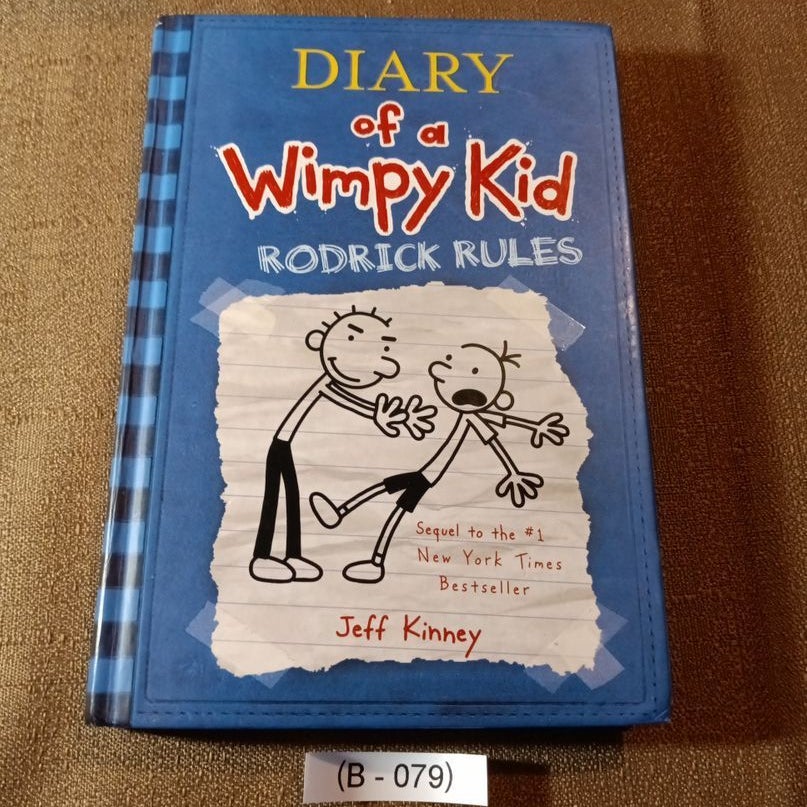 DIARY
of a
Wimpy Kid
RODRICK RULES
Sequel to the #1
New York Times
Bestseller
Jeff Kinney
(B - 079)